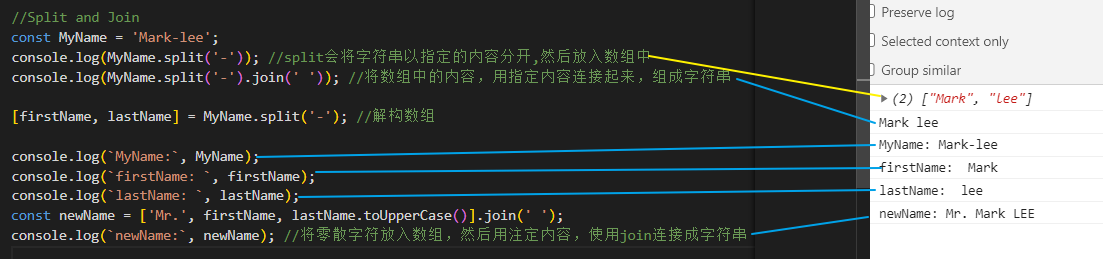 //Split and Join
const MyName = 'Mark-lee';
console.log(MyName.split('-')); //split会将字符串以指定的内容分开,然后放入数组中
console.log(MyName.split('-').join(' ')); //将数组中的内容，用指定内容连接起来，组成字符串
[firstName, lastName] = MyName.split('-'); //解构数组
console.log(`MyName:`, MyName);
console.log(`firstName: `, firstName);
console.log(`lastName: `, lastName);
const newName = ['Mr.', firstName, lastName.toUpperCase()].join(' ');
console.log(`newName:`, newName); //将零散字符放入数组，然后用注定内容，使用join连接成字符串
Preserve log
Selected context only
Group similar
(2) ["Mark", "lee"]
Mark lee
MyName: Mark-lee
firstName:  Mark
lastName:  lee
newName: Mr. Mark LEE